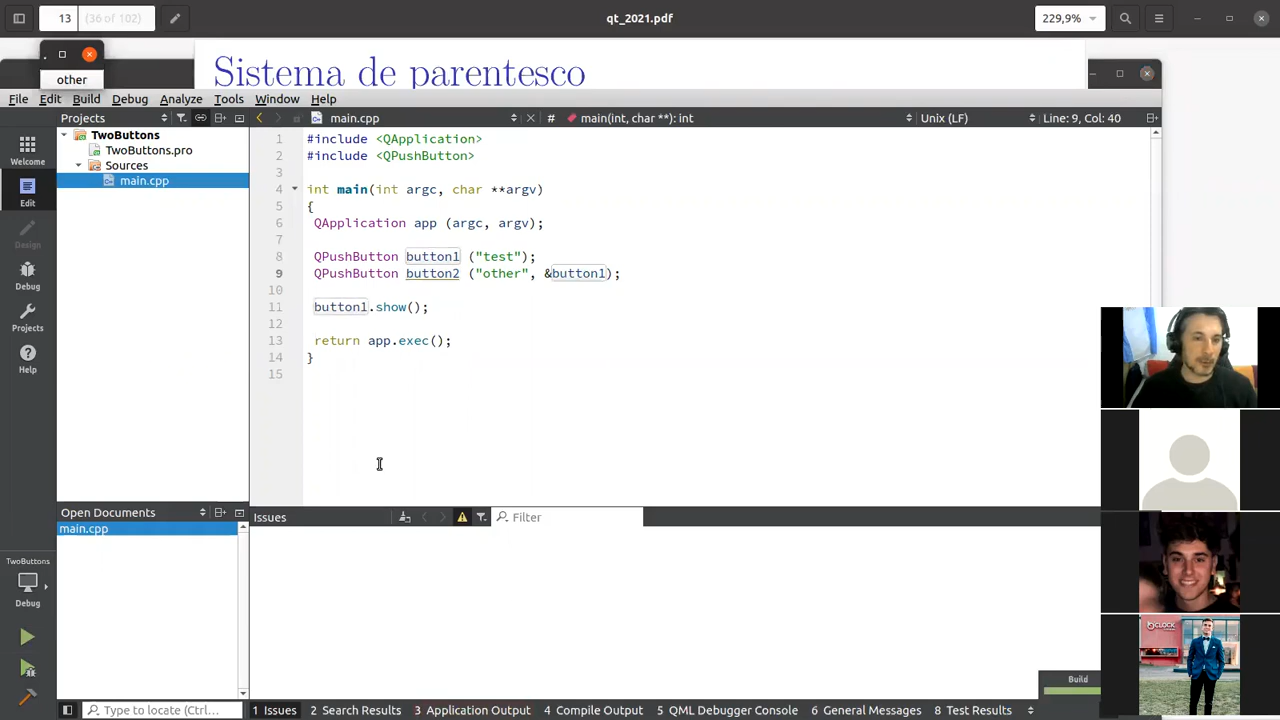 13 (36 of 102)
qt_2021.pdf
229,9%
Sistema de parentesco
other
File Edit Build Debug Analyze Tools Window Help
Projects
main.cpp
# main(int, char **): int
Unix (LF)
Line: 9, Col: 40
Welcome
Edit
Design
Debug
Projects
Help
TwoButtons
TwoButtons.pro
Sources
main.cpp
1 #include <QApplication>
2 #include <QPushButton>
3
4 int main(int argc, char **argv)
5 {
6 QApplication app (argc, argv);
7
8 QPushButton button1 ("test");
9 QPushButton button2 ("other", &button1);
10
11 button1.show();
12
13 return app.exec();
14 }
15
Open Documents
main.cpp
Issues
Filter
TwoButtons
Debug
Build
CLOCK
Type to locate (Ctrl...
1 Issues 2 Search Results 3 Application Output 4 Compile Output 5 QML Debugger Console 6 General Messages 8 Test Results